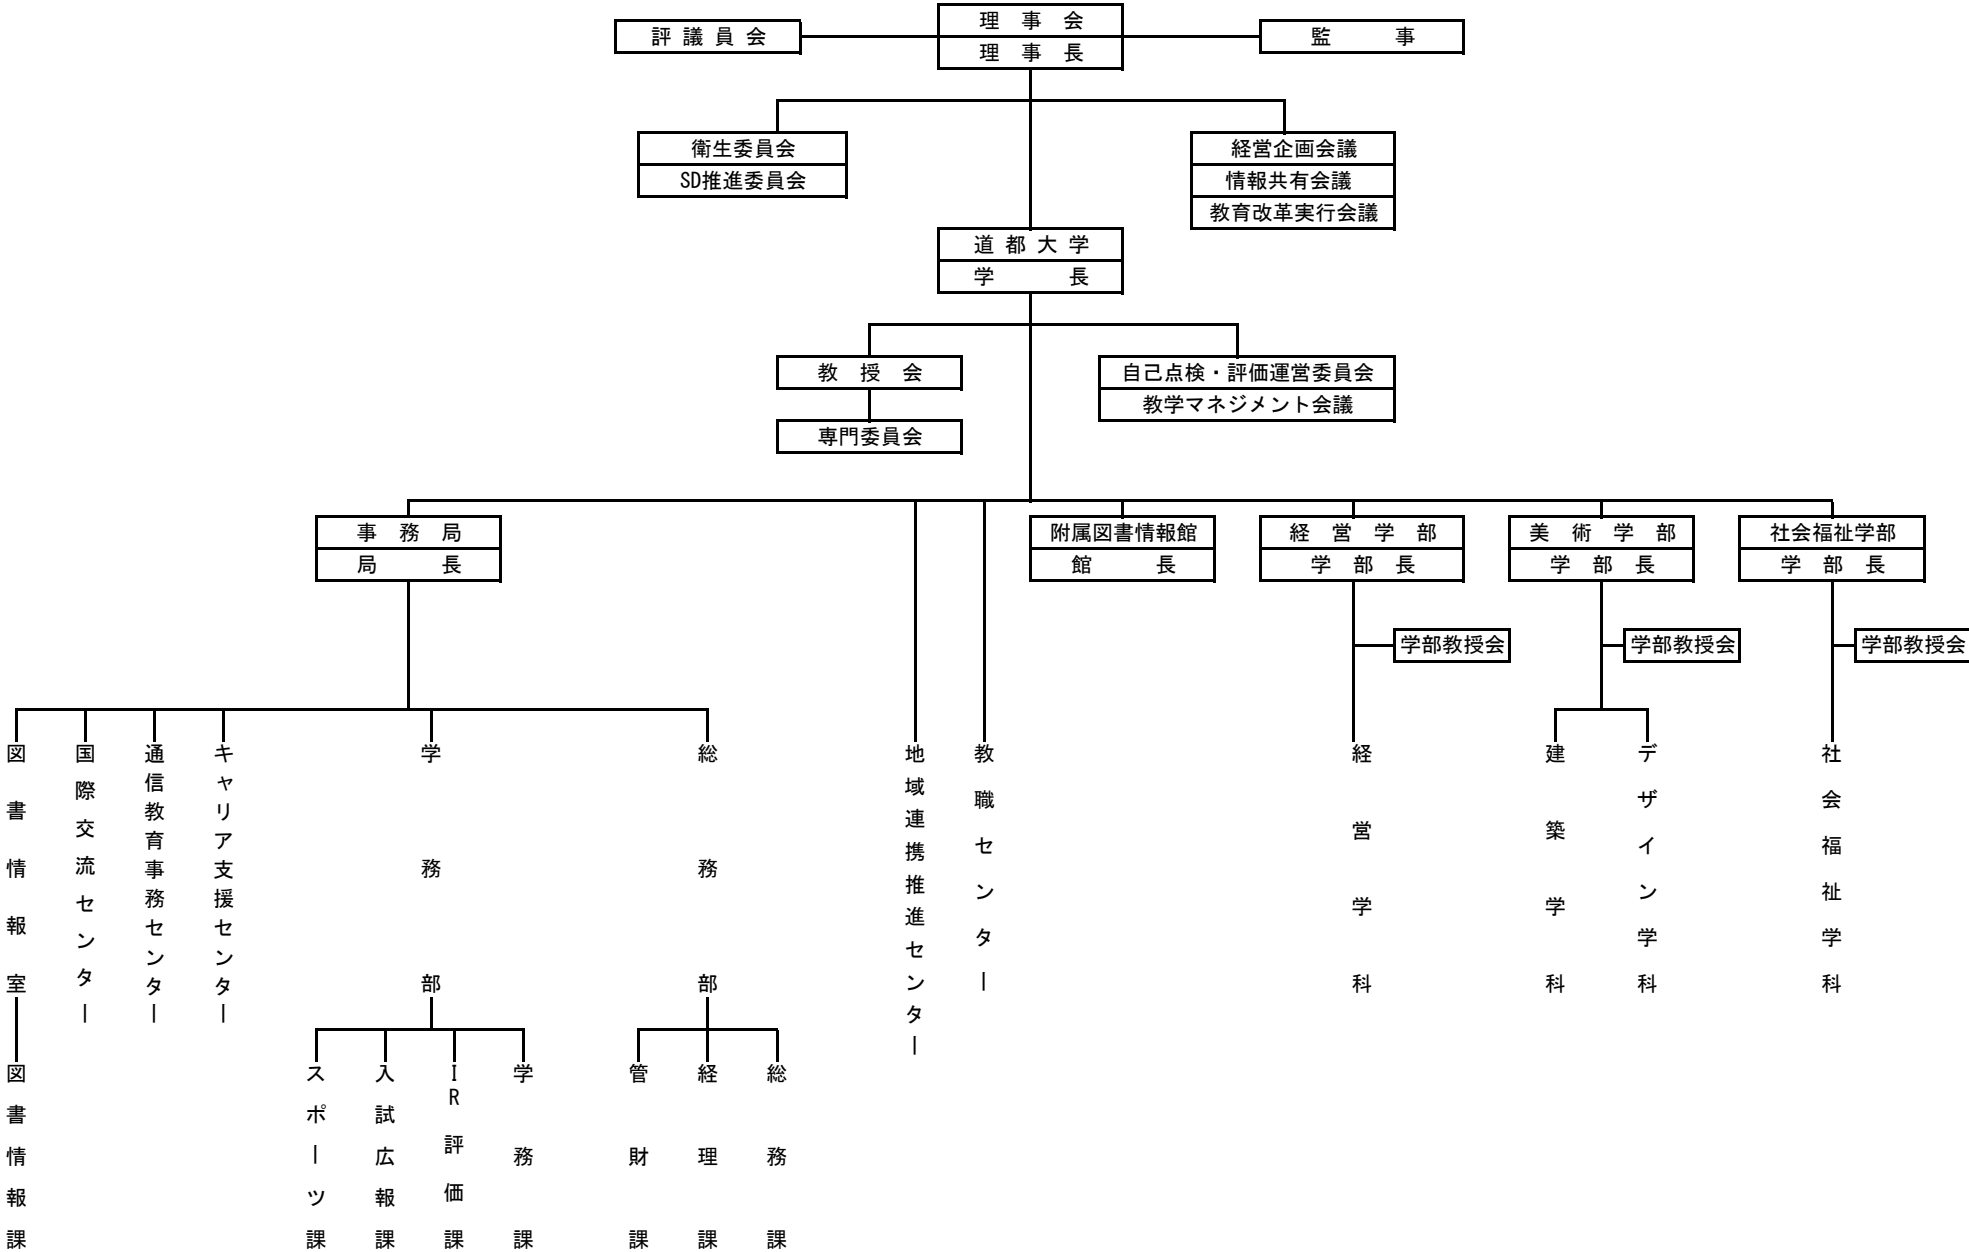 理事会
評議員会
監事
理事長
衛生委員会
SD推進委員会
経営企画会議
情報共有会議
教育改革実行会議
道都大学
学長
教授会
専門委員会
自己点検・評価運営委員会
教学マネジメント会議
事務局
局長
附属図書情報館
館長
経営学部
学部長
美術学部
学部長
社会福祉学部
学部長
学部教授会
学部教授会
学部教授会
図書情報室
国際交流センター
通信教育事務センター
キャリア支援センター
学務部
総務部
地域連携推進センター
教職センター
経営学科
建築学科
デザイン学科
社会福祉学科
図書情報課
スポーツ課
入試広報課
IR評価課
学務課
管財課
経理課
総務課